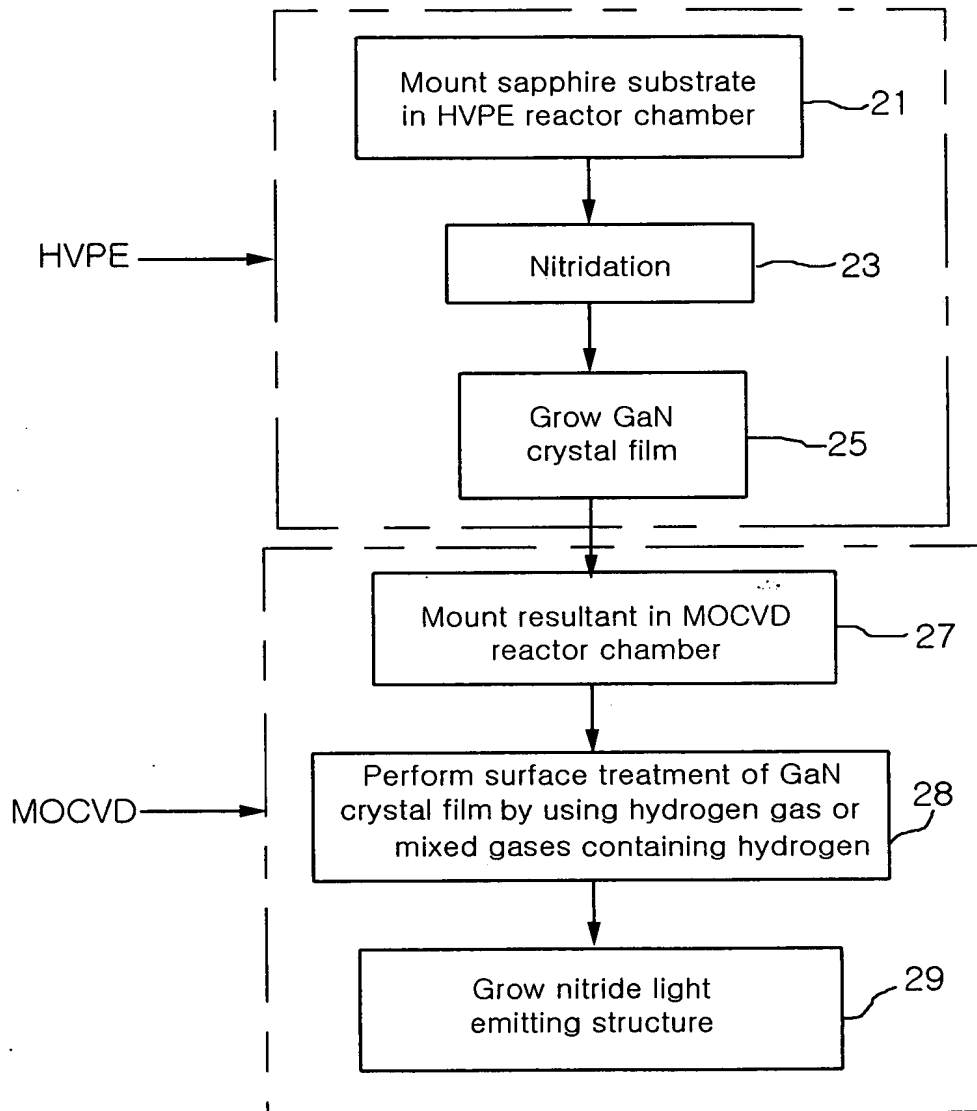 Mount sapphire substrate
in HVPE reactor chamber
21
HVPE
Nitridation
23
Grow GaN
crystal film
25
Mount resultant in MOCVD
reactor chamber
27
MOCVD
Perform surface treatment of GaN
crystal film by using hydrogen gas or
mixed gases containing hydrogen
28
Grow nitride light
emitting structure
29